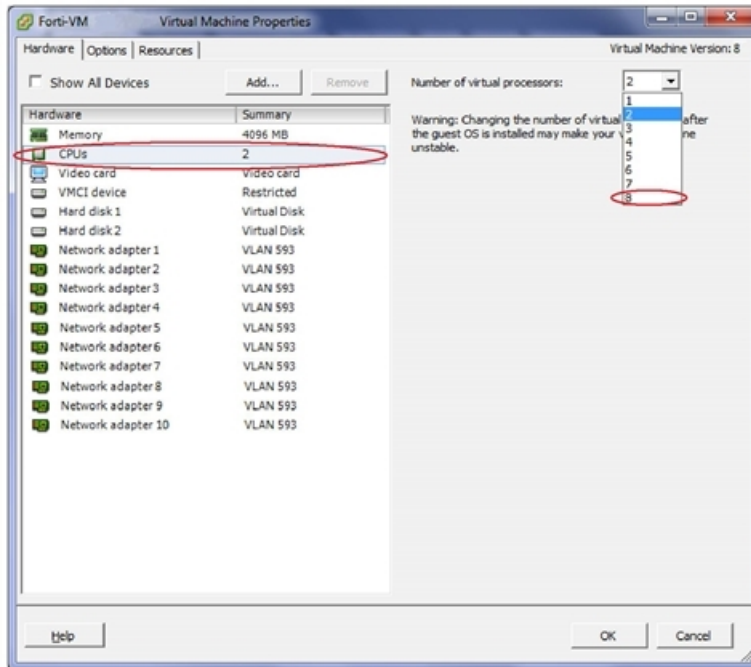 Forti-VM Virtual Machine Properties
Hardware Options Resources Virtual Machine Version: 8
Show All Devices Add... Remove
Hardware Summary
Memory 4096 MB
CPUs 2
Video card Video card
VMCI device Restricted
Hard disk 1 Virtual Disk
Hard disk 2 Virtual Disk
Network adapter 1 VLAN 593
Network adapter 2 VLAN 593
Network adapter 3 VLAN 593
Network adapter 4 VLAN 593
Network adapter 5 VLAN 593
Network adapter 6 VLAN 593
Network adapter 7 VLAN 593
Network adapter 8 VLAN 593
Network adapter 9 VLAN 593
Network adapter 10 VLAN 593
Number of virtual processors: 2
1
2
3
4
5
6
7
8
Warning: Changing the number of virtual after
the guest OS is installed may make your ne
unstable.
Help OK Cancel